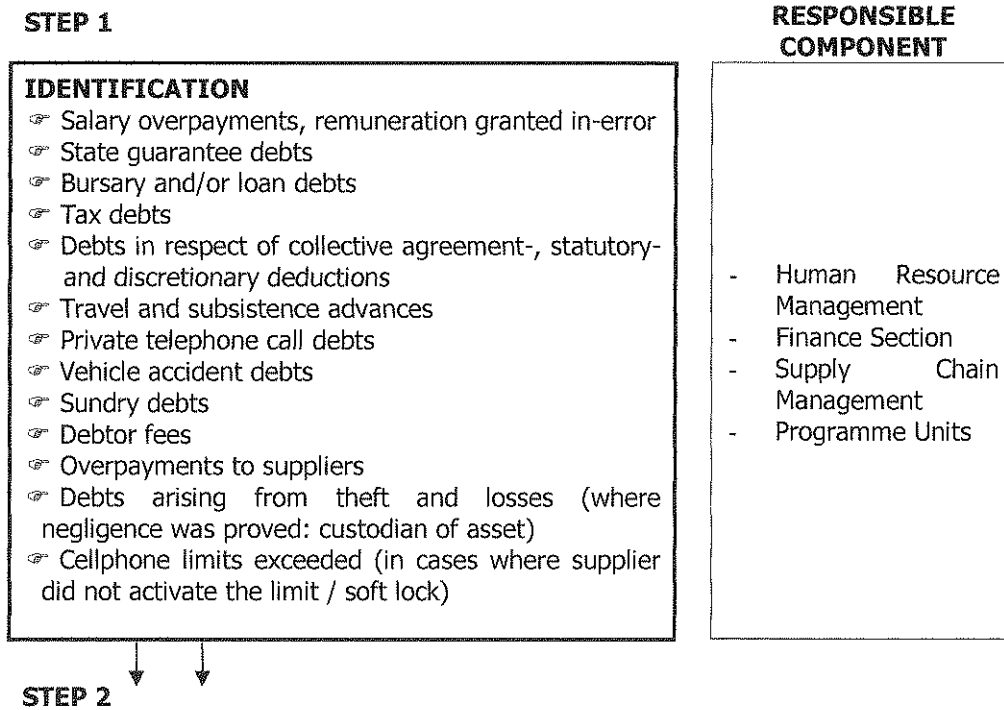 STEP 1
RESPONSIBLE
COMPONENT
IDENTIFICATION
☞ Salary overpayments, remuneration granted in-error
☞ State guarantee debts
☞ Bursary and/or loan debts
☞ Tax debts
☞ Debts in respect of collective agreement-, statutory-
and discretionary deductions
☞ Travel and subsistence advances
☞ Private telephone call debts
☞ Vehicle accident debts
☞ Sundry debts
☞ Debtor fees
☞ Overpayments to suppliers
☞ Debts arising from theft and losses (where
negligence was proved: custodian of asset)
☞ Cellphone limits exceeded (in cases where supplier
did not activate the limit / soft lock)
- Human Resource
Management
- Finance Section
- Supply Chain
Management
- Programme Units
STEP 2